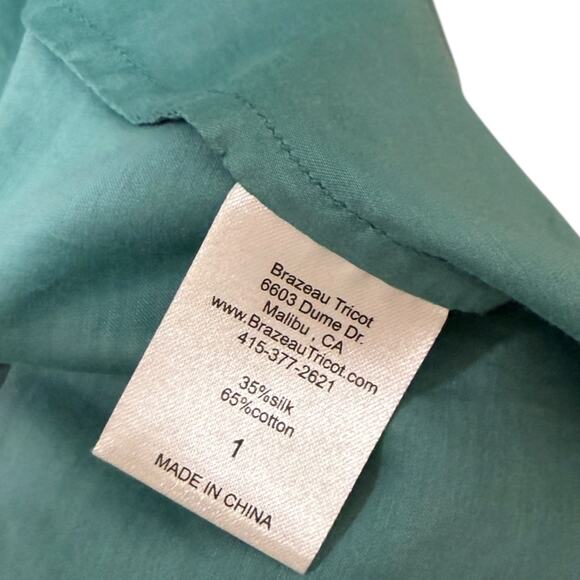 Brazeau Tricot
6603 Dume Dr.
Malibu , CA
www.BrazeauTricot.com
415-377-2621
35%silk
65%cotton
1
MADE IN CHINA